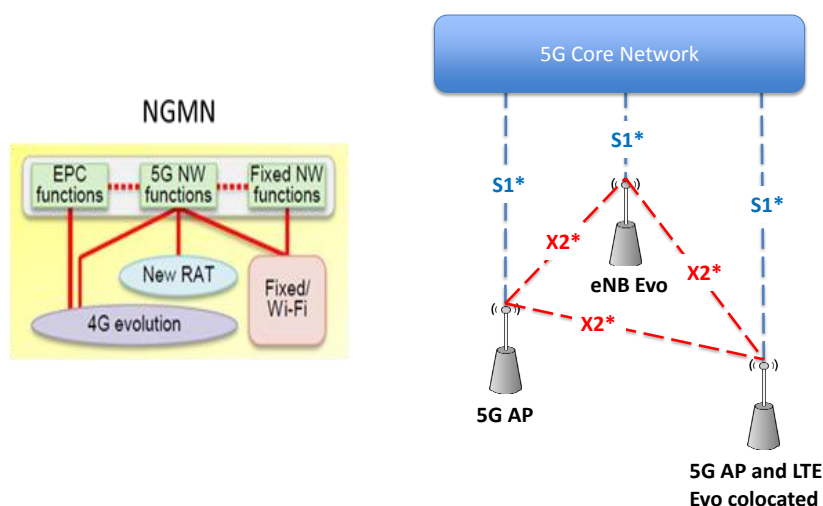 NGMN
EPC
functions
5G NW
functions
Fixed NW
functions
New RAT
Fixed/
Wi-Fi
4G evolution
5G Core Network
S1*
S1*
S1*
X2*
X2*
eNB Evo
X2*
5G AP
5G AP and LTE
Evo colocated